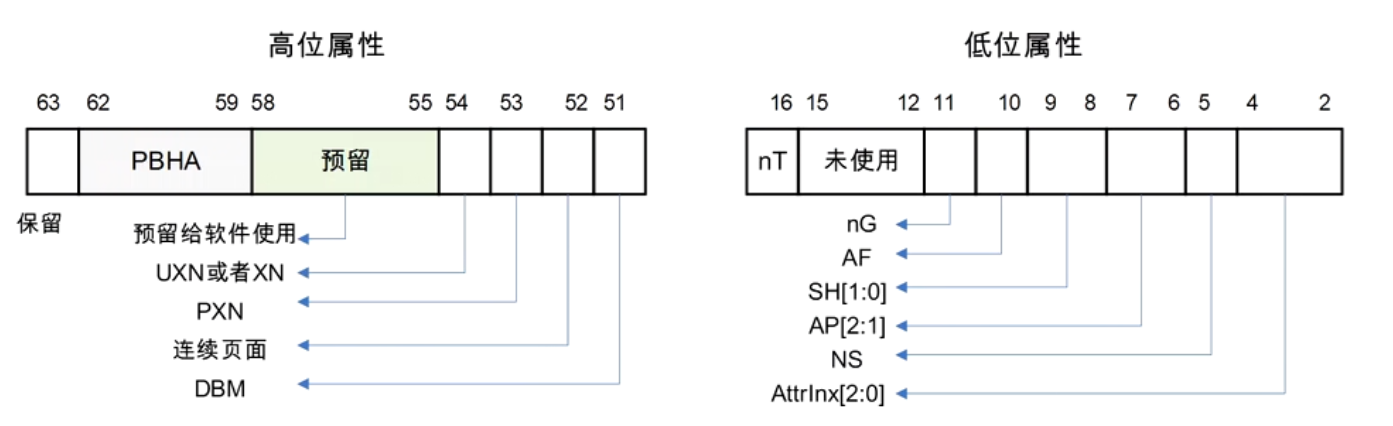 高位属性
63 62 59 58 55 54 53 52 51
PBHA 预留
保留
预留给软件使用
UXN或者XN
PXN
连续页面
DBM
低位属性
16 15 12 11 10 9 8 7 6 5 4 2
nT 未使用
nG
AF
SH[1:0]
AP[2:1]
NS
AttrInx[2:0]